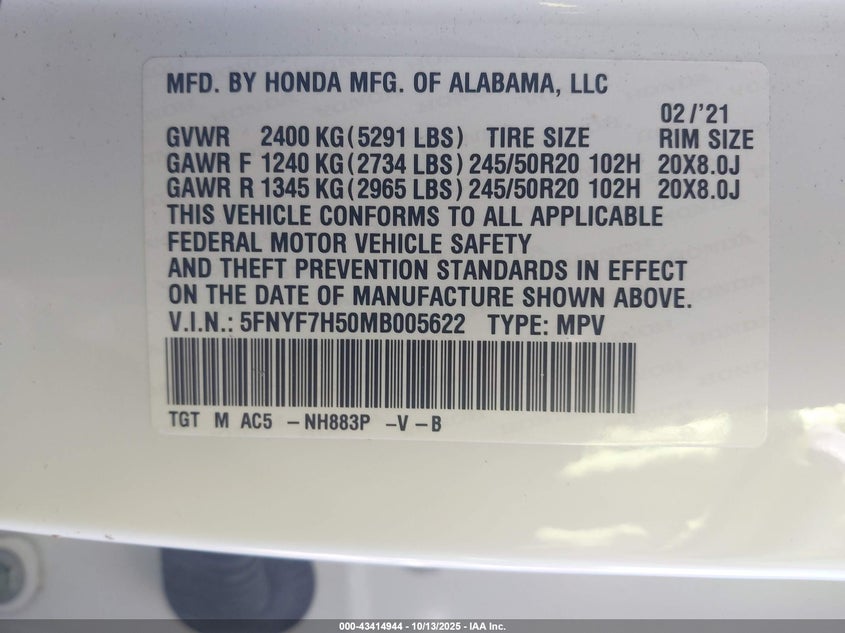 MFD. BY HONDA MFG. OF ALABAMA, LLC
02/'21
GVWR 2400 KG(5291 LBS) TIRE SIZE RIM SIZE
GAWR F 1240 KG(2734 LBS) 245/50R20 102H 20X8.0J
GAWR R 1345 KG(2965 LBS) 245/50R20 102H 20X8.0J
THIS VEHICLE CONFORMS TO ALL APPLICABLE
FEDERAL MOTOR VEHICLE SAFETY
AND THEFT PREVENTION STANDARDS IN EFFECT
ON THE DATE OF MANUFACTURE SHOWN ABOVE.
V.I.N.: 5FNYF7H50MB005622 TYPE: MPV
TGT M AC5 -NH883P -V -B
000-43414944 | 10/13/2025 - IAA Inc.